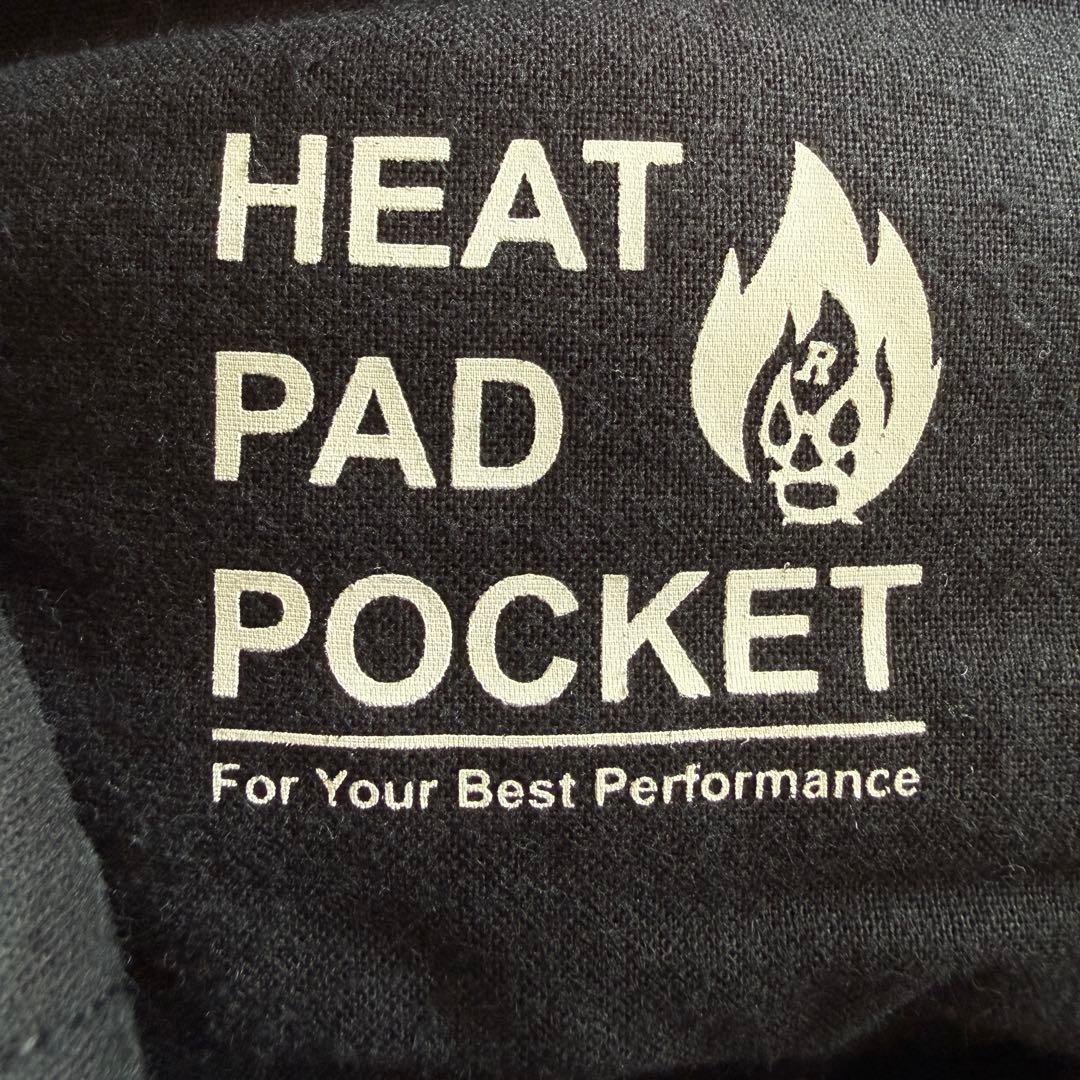 HEAT
PAD
POCKET
For Your Best Performance
R